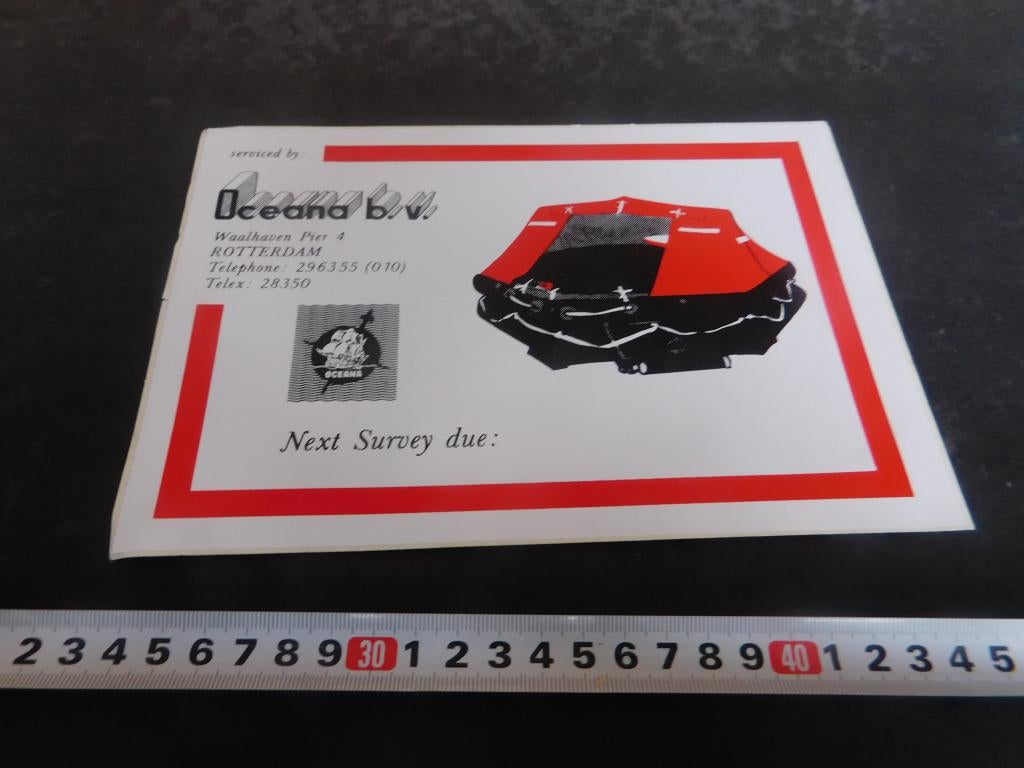 serviced by:
Oceana b.v.
Waalhaven Pier 4
ROTTERDAM
Telephone: 296355 (010)
Telex: 28350
OCEANA
Next Survey due:
2 3 4 5 6 7 8 9 30 1 2 3 4 5 6 7 8 9 40 1 2 3 4 5